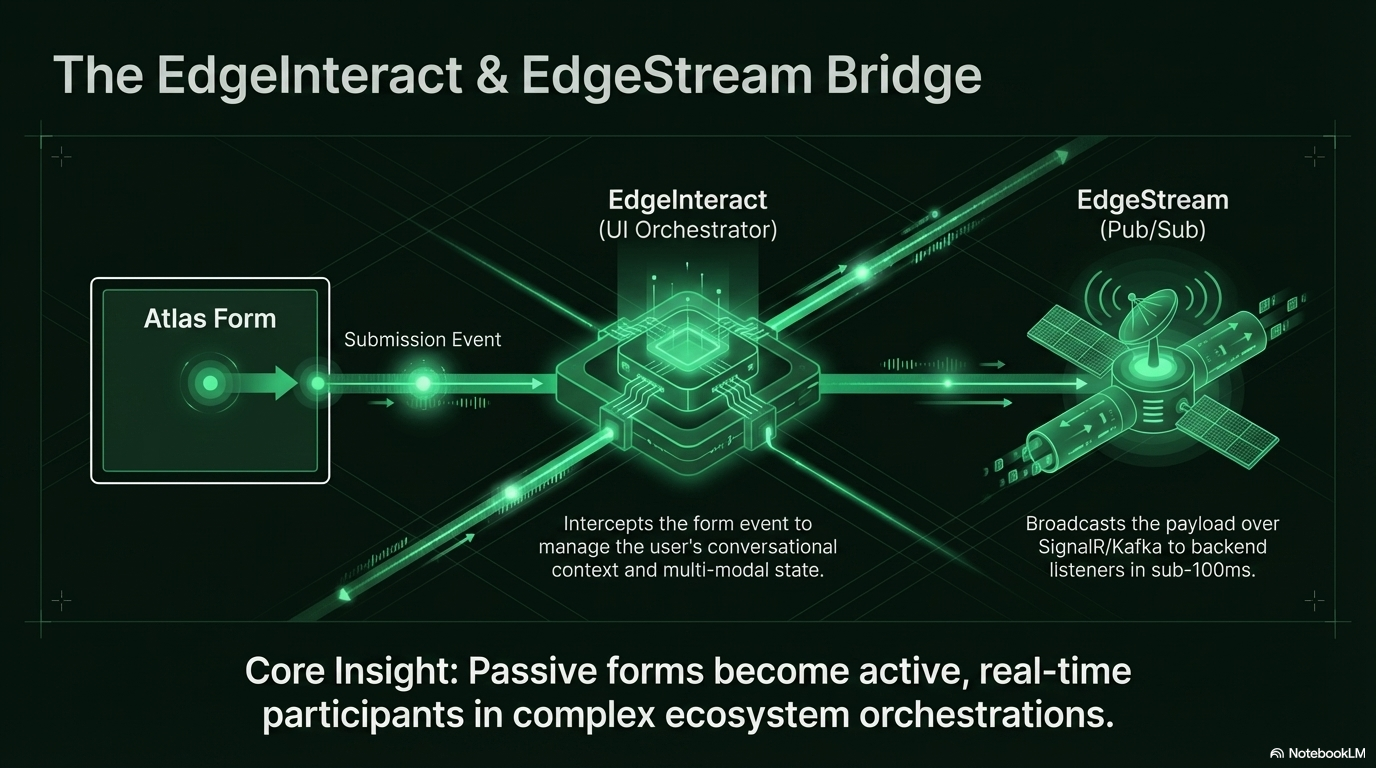 The EdgeInteract & EdgeStream Bridge
EdgeInteract
(UI Orchestrator)
EdgeStream
(Pub/Sub)
Atlas Form
Submission Event
Intercepts the form event to
manage the user's conversational
context and multi-modal state.
Broadcasts the payload over
SignalR/Kafka to backend
listeners in sub-100ms.
Core Insight: Passive forms become active, real-time
participants in complex ecosystem orchestrations.
NotebookLM